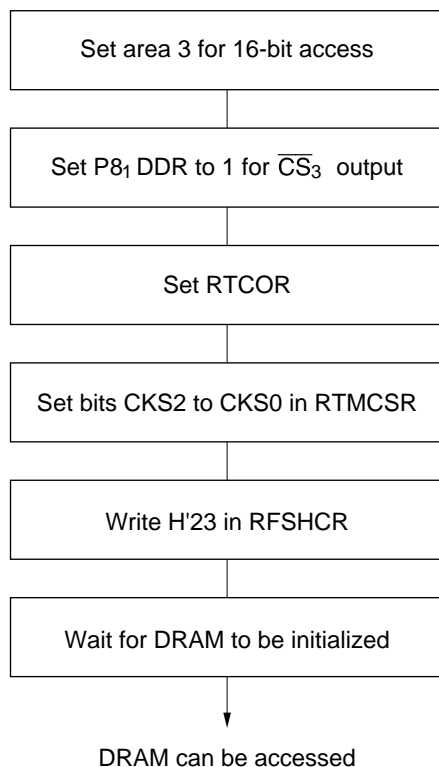 Set area 3 for 16-bit access
Set P8₁ DDR to 1 for C̅S̅₃ output
Set RTCOR
Set bits CKS2 to CKS0 in RTMCSR
Write H'23 in RFSHCR
Wait for DRAM to be initialized
DRAM can be accessed